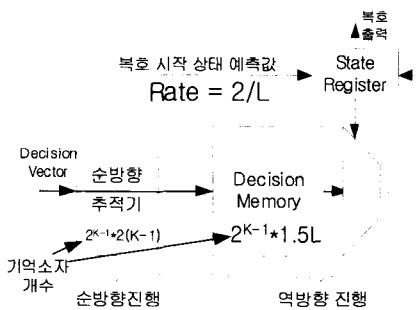 복호
출력
복호 시작 상태 예측값
Rate = 2/L
State
Register
Decision
Vector
순방향
추적기
Decision
Memory
2^{K-1}*2(K-1)
2^{K-1}*1.5L
기억소자
개수
순방향진행
역방향 진행